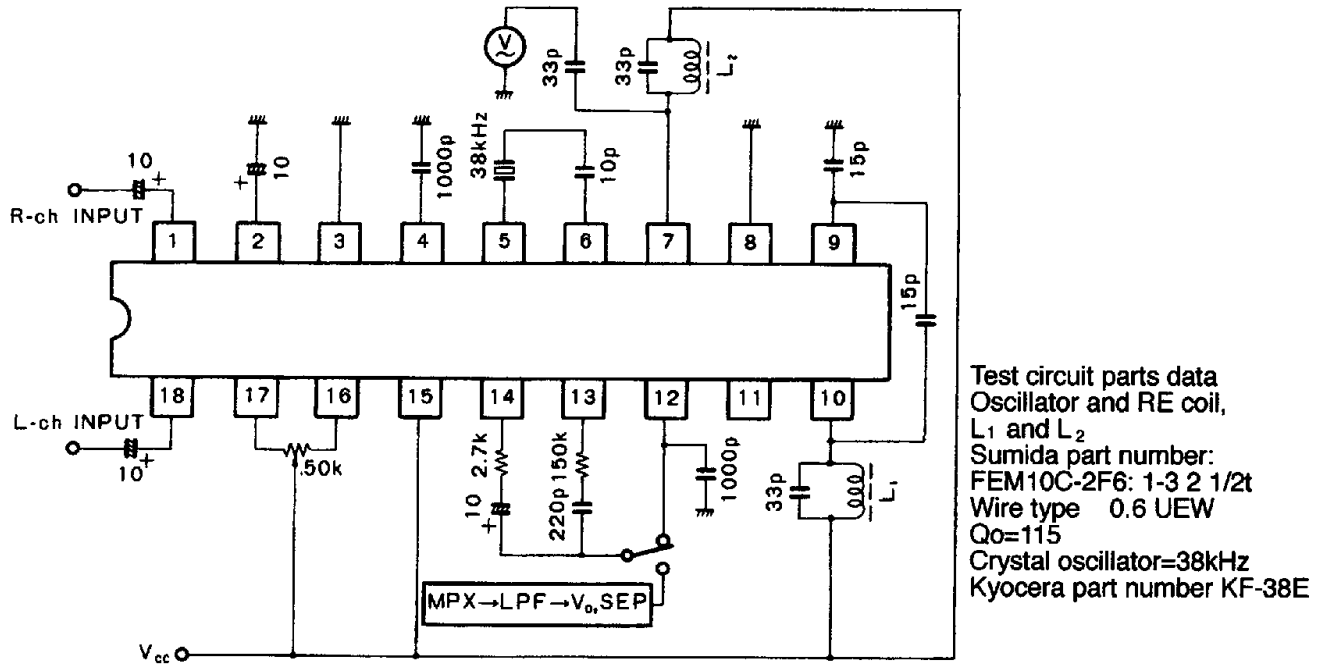 V
33p
33p
L₂
10
R-ch INPUT
+
+
10
1000p
38kHz
10p
15p
1
2
3
4
5
6
7
8
9
15p
18
17
16
15
14
13
12
11
10
L-ch INPUT
10
+
.50k
2.7k
150k
10
+
220p
1000p
33p
L₁
MPX→LPF→V₀,SEP
Vcc
Test circuit parts data
Oscillator and RE coil,
L₁ and L₂
Sumida part number:
FEM10C-2F6: 1-3 2 1/2t
Wire type 0.6 UEW
Qo=115
Crystal oscillator=38kHz
Kyocera part number KF-38E